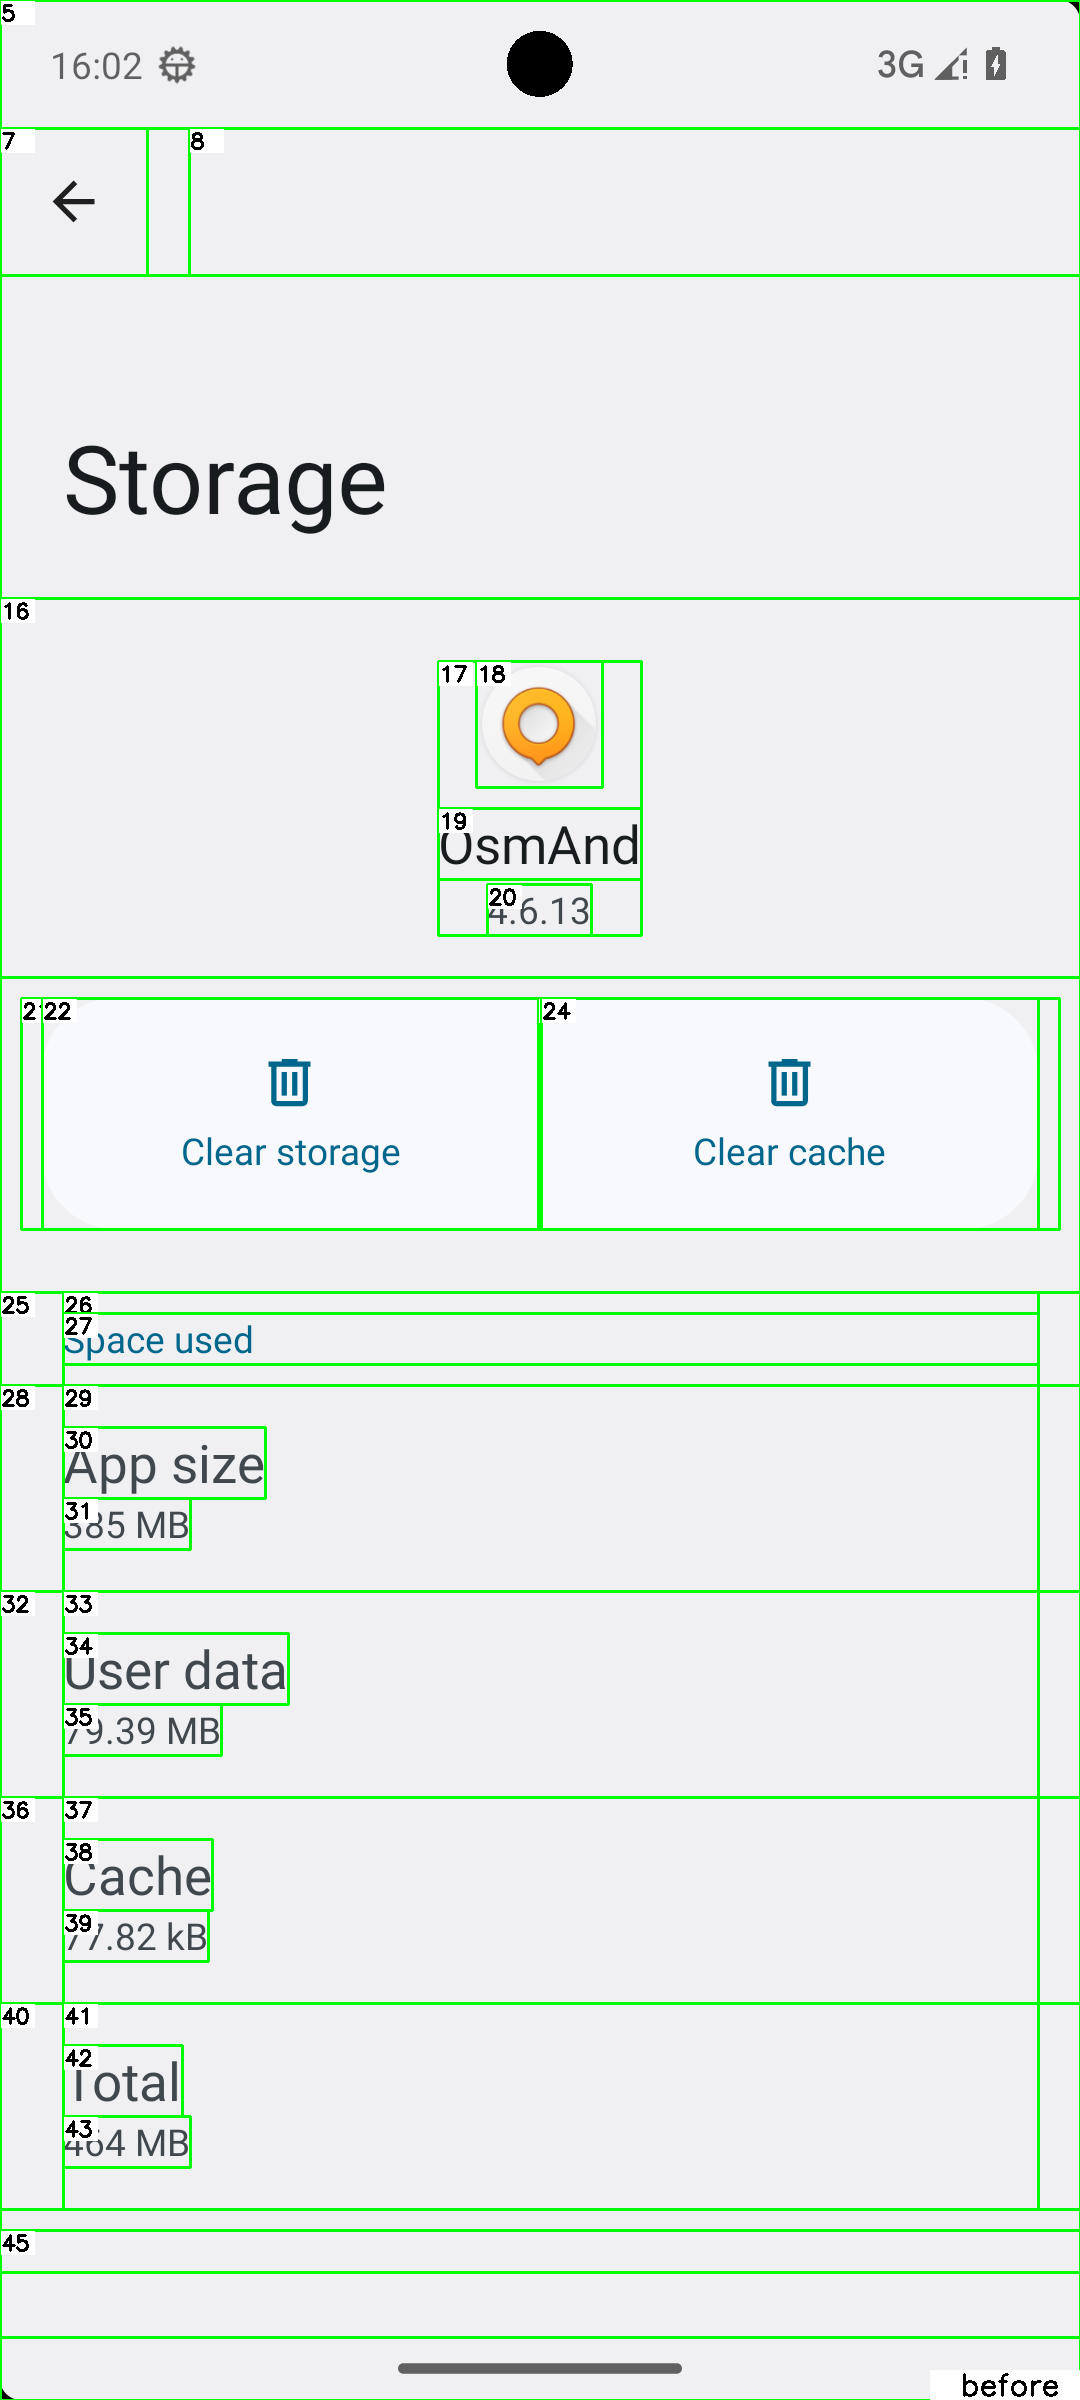 5
16:02
3G
7
8
Storage
16
17
18
19
OsmAnd
20
4.6.13
21
22
24
Clear storage
Clear cache
25
26
27
Space used
28
29
30
App size
31
385 MB
32
33
34
User data
35
79.39 MB
36
37
38
Cache
39
77.82 kB
40
41
42
Total
43
464 MB
45
before